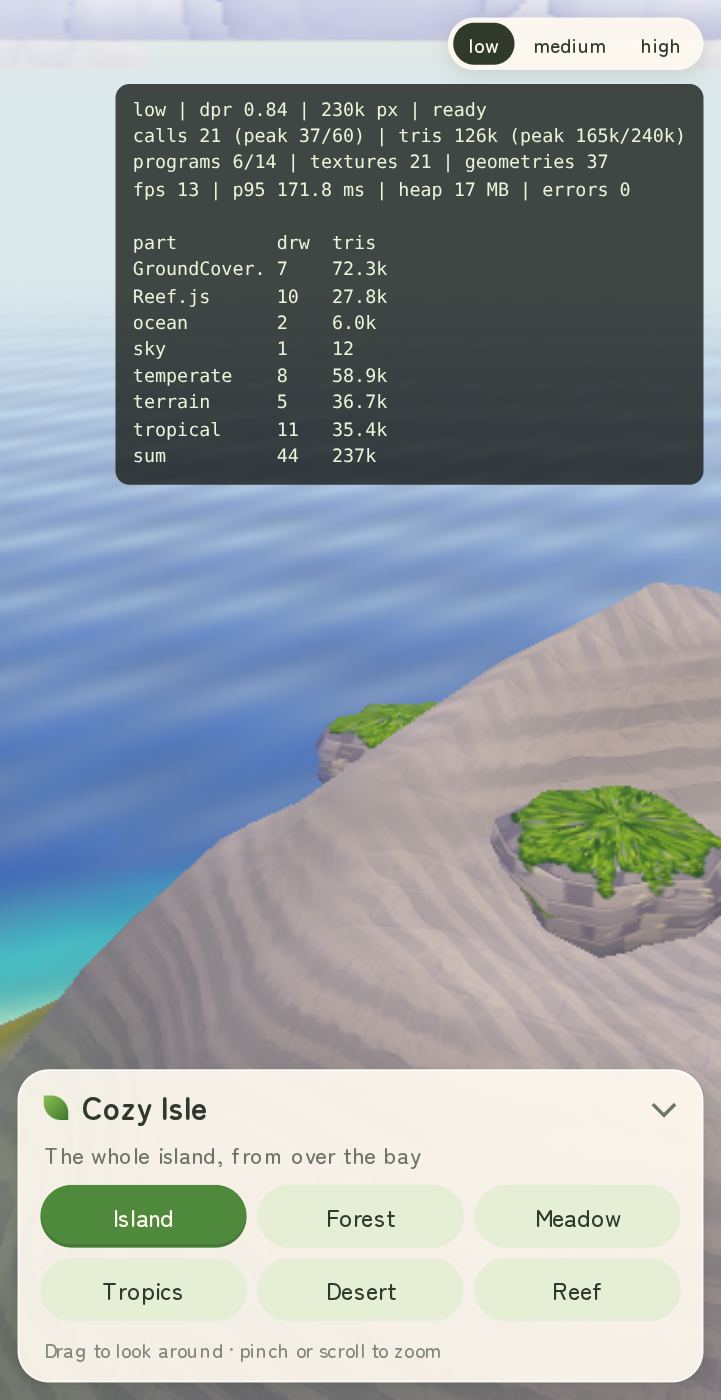 low medium high
low | dpr 0.84 | 230k px | ready
calls 21 (peak 37/60) | tris 126k (peak 165k/240k)
programs 6/14 | textures 21 | geometries 37
fps 13 | p95 171.8 ms | heap 17 MB | errors 0
part drw tris
GroundCover. 7 72.3k
Reef.js 10 27.8k
ocean 2 6.0k
sky 1 12
temperate 8 58.9k
terrain 5 36.7k
tropical 11 35.4k
sum 44 237k
Cozy Isle
The whole island, from over the bay
Island Forest Meadow
Tropics Desert Reef
Drag to look around · pinch or scroll to zoom